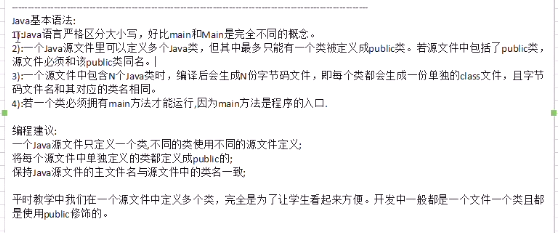 Java基本语法:
1):Java语言严格区分大小写，好比main和Main是完全不同的概念。
2):一个Java源文件里可以定义多个Java类，但其中最多只能有一个类被定义成public类。若源文件中包括了public类，
源文件必须和该public类同名。
3):一个源文件中包含N个Java类时，编译后会生成N份字节码文件，即每个类都会生成一份单独的class文件，且字
节码文件名和其对应的类名相同。
4):若一个类必须拥有main方法才能运行,因为main方法是程序的入口.
编程建议;
一个Java源文件只定义一个类,不同的类使用不同的源文件定义;
将每个源文件中单独定义的类都定义成public的;
保持Java源文件的主文件名与源文件中的类名一致;
平时教学中我们在一个源文件中定义多个类，完全是为了让学生看起来方便。开发中一般都是一个文件一个类且都
是使用public修饰的。